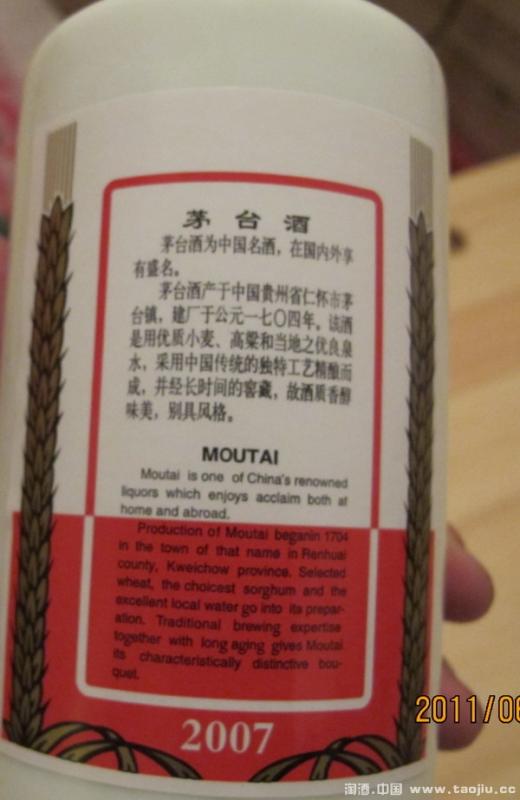 茅台酒
茅台酒为中国名酒，在国内外享
有盛名。
茅台酒产于中国贵州省仁怀市茅
台镇，建厂于公元一七〇四年。该酒
是用优质小麦、高粱和当地之优良泉
水，采用中国传统的独特工艺精酿而
成，并经长时间的窖藏，故酒质香醇
味美，别具风格。
MOUTAI
Moutai is one of China's renowned
liquors which enjoys acclaim both at
home and abroad.
Production of Moutai beganin 1704
in the town of that name in Renhuai
county, Kweichow province. Selected
wheat, the choicest sorghum and the
excellent local water go into its prepar-
ation. Traditional brewing expertise
together with long aging gives Moutai
its characteristically distinctive bou-
quet.
2007
2011/06
淘酒.中国 www.taojiu.cc